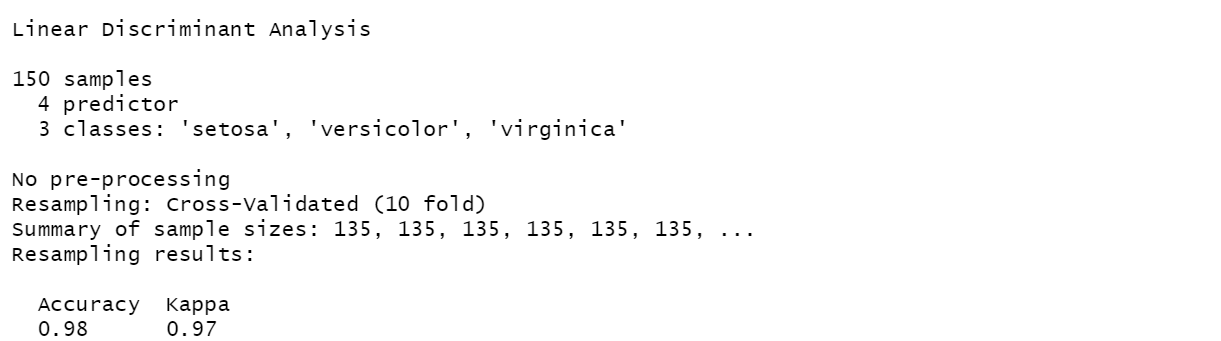 Linear Discriminant Analysis
150 samples
4 predictor
3 classes: 'setosa', 'versicolor', 'virginica'
No pre-processing
Resampling: Cross-Validated (10 fold)
Summary of sample sizes: 135, 135, 135, 135, 135, 135, ...
Resampling results:
Accuracy  Kappa
0.98      0.97